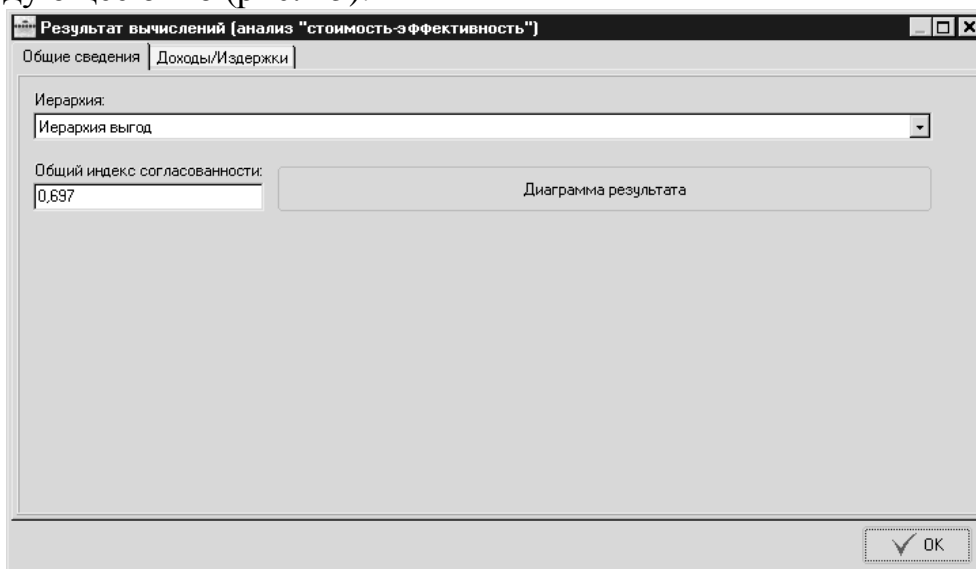 Результат вычислений (анализ "стоимость-эффективность")
Общие сведения Доходы/Издержки
Иерархия:
Иерархия выгод
Общий индекс согласованности:
0,697
Диаграмма результата
OK